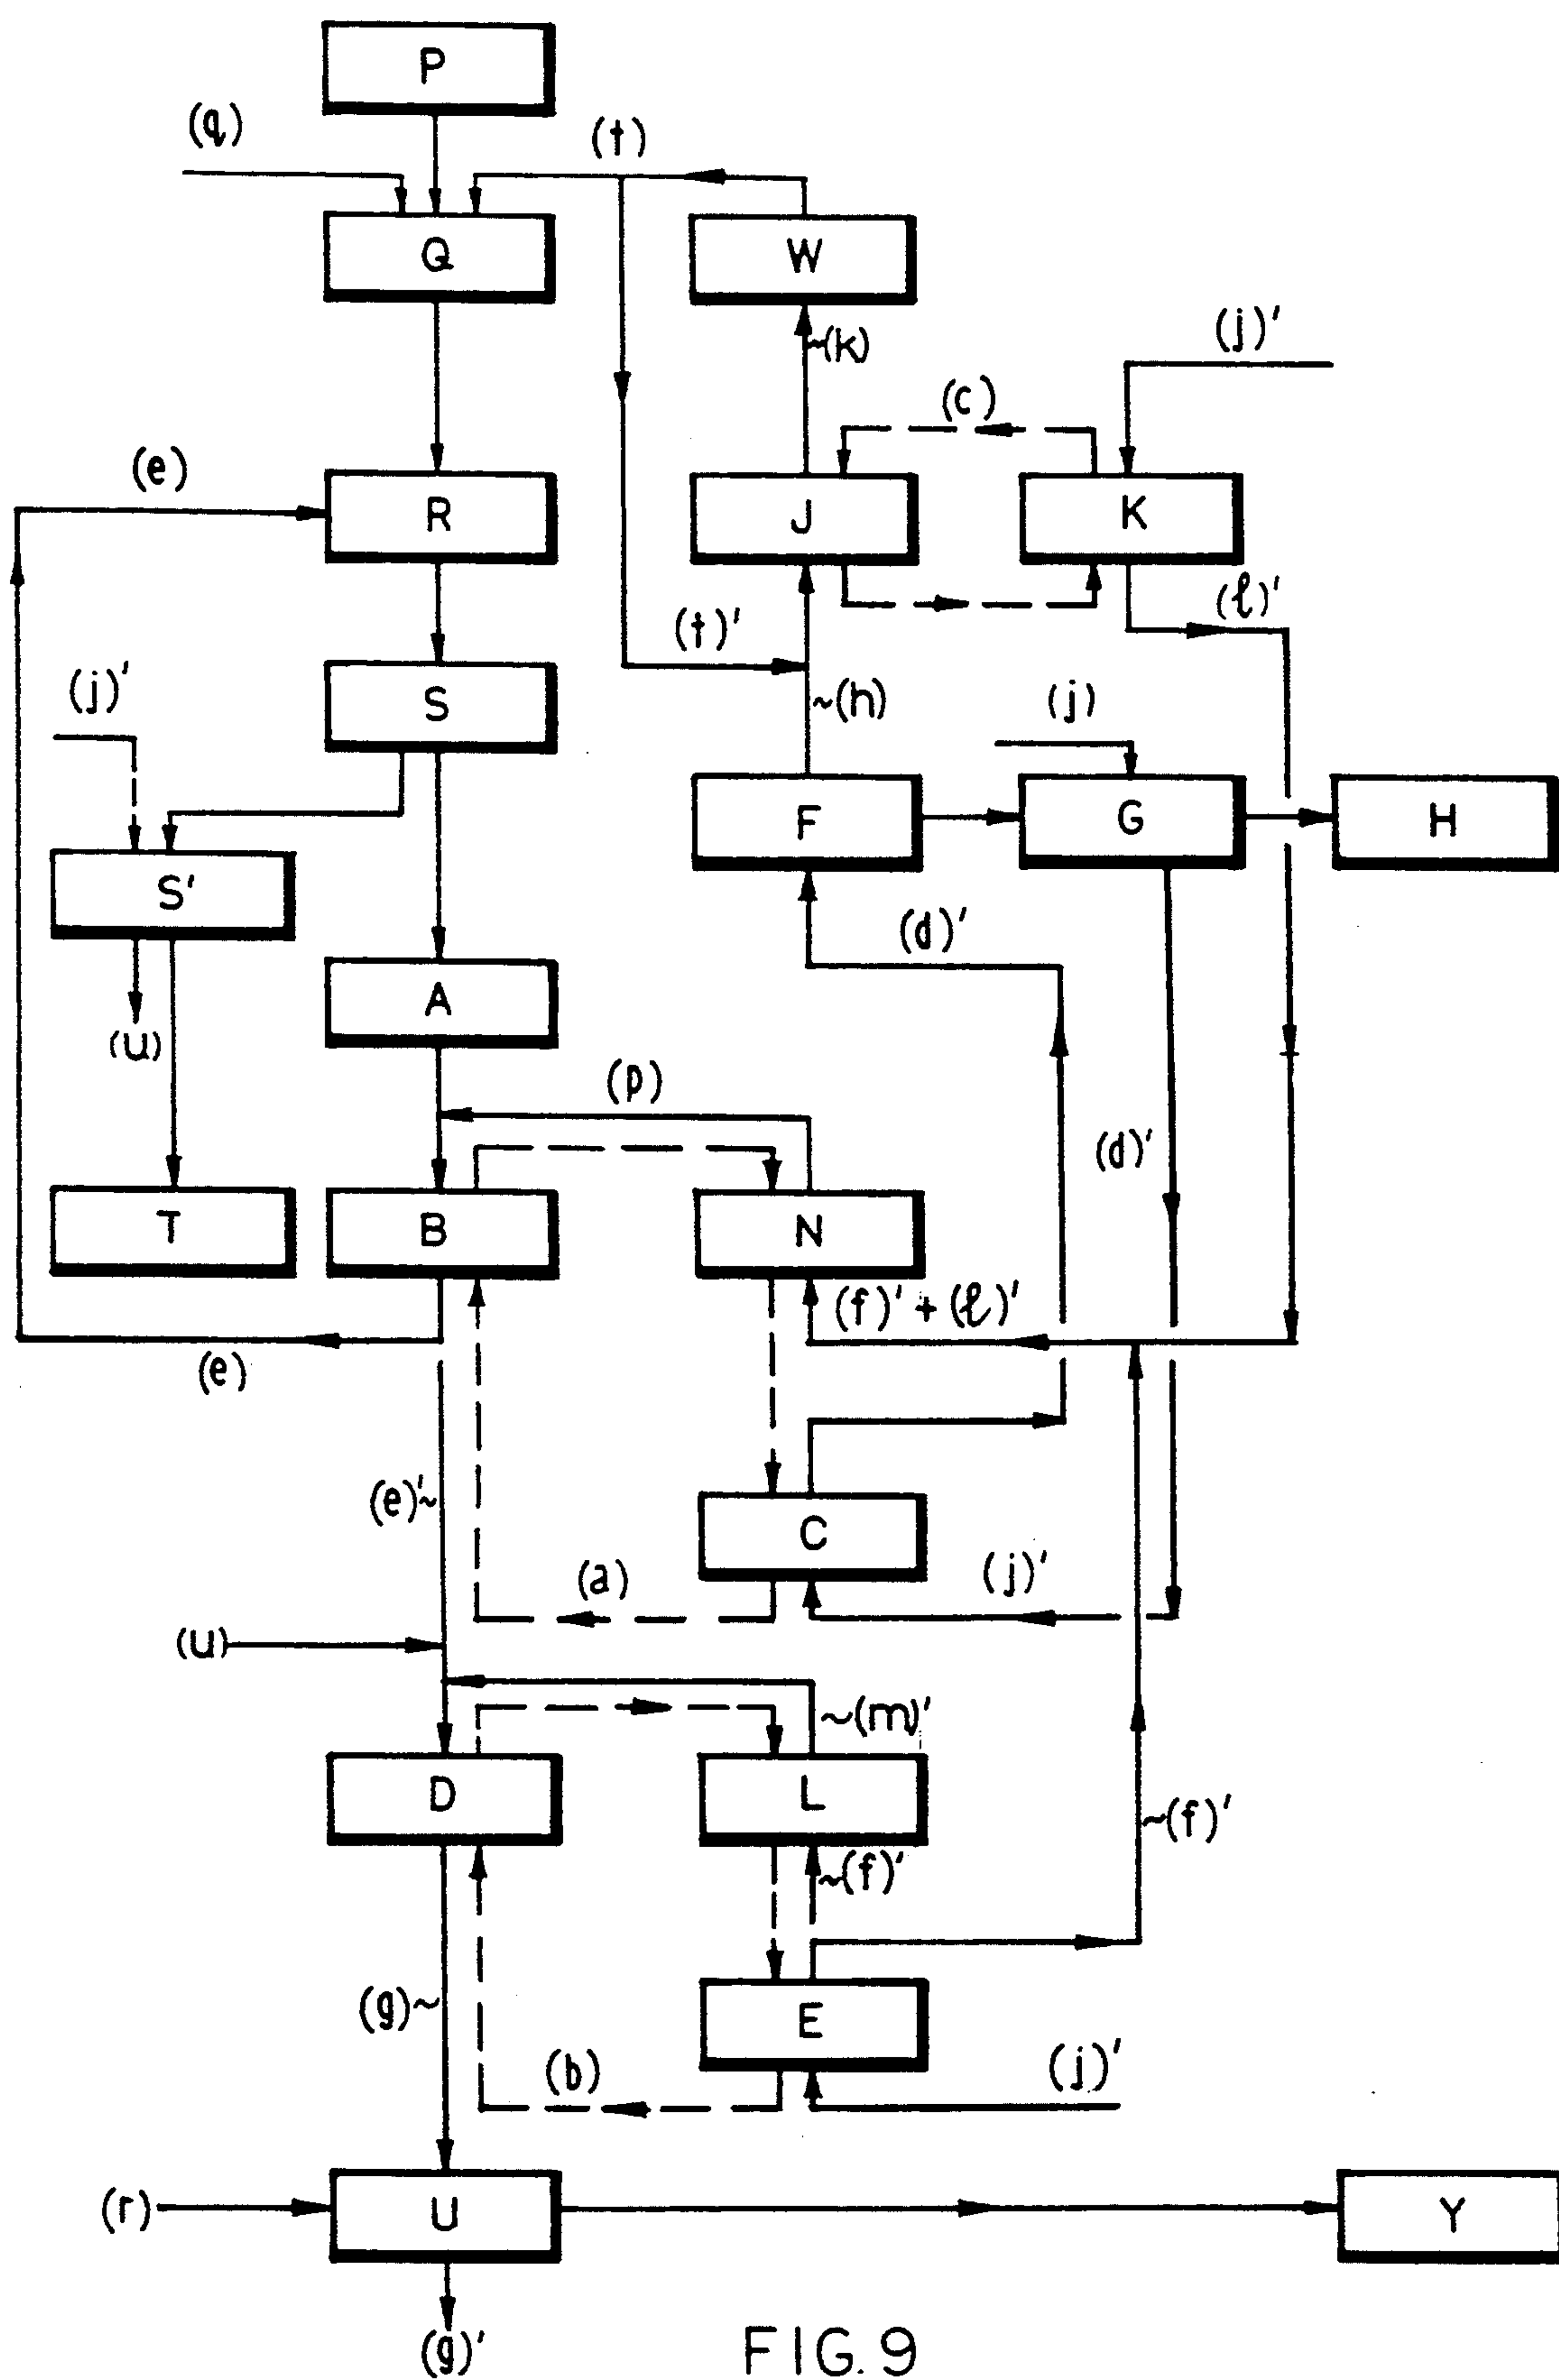 P
(q)
(t)
Q
W
~(k)
(j)'
(c)
(e)
R
J
K
(ℓ)'
(t)'
(j)'
S
~(h)
(j)
F
G
H
S'
(d)'
A
(u)
(p)
(d)'
T
B
N
(f)' + (ℓ)'
(e)
(e)'~
C
(a)
(j)'
(u)
~(m)'
D
L
~(f)'
~(f)'
(g)~
E
(b)
(j)'
(r)
U
Y
(g)'
FIG. 9